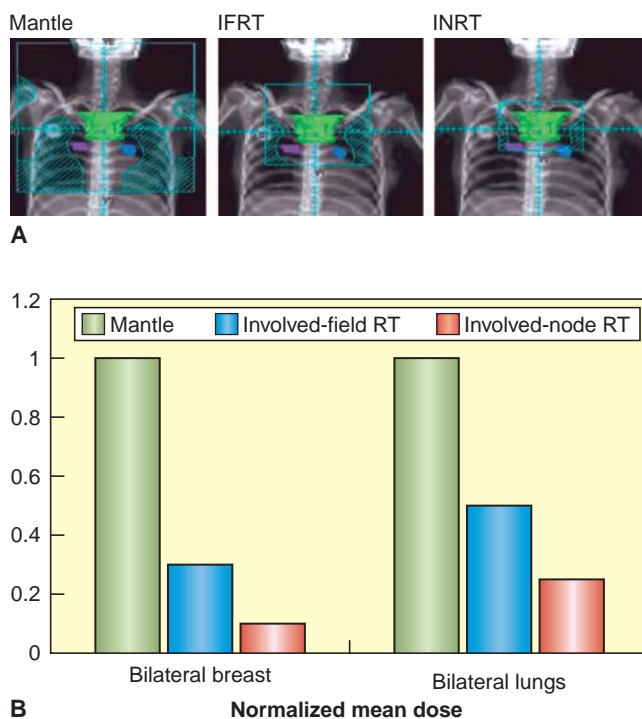 Mantle IFRT INRT
A
1.2
Mantle Involved-field RT Involved-node RT
1
0.8
0.6
0.4
0.2
0
Bilateral breast Bilateral lungs
B Normalized mean dose